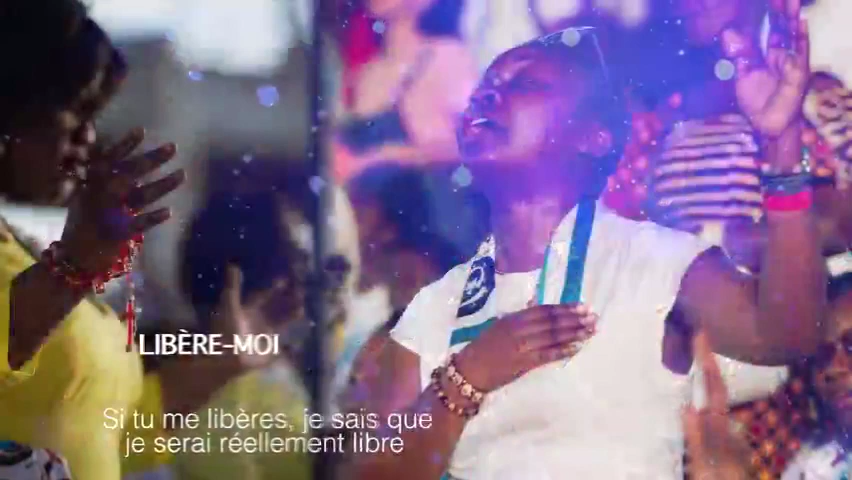 LIBÈRE-MOI
Si tu me libères, je sais que
je serai réellement libre